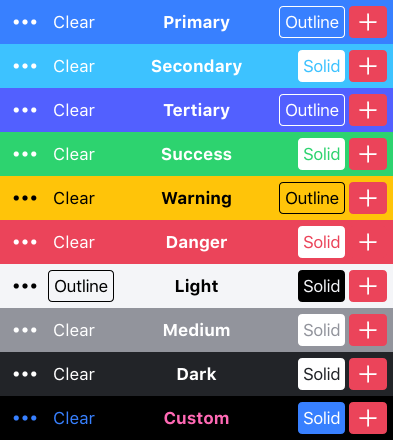 Clear Primary Outline
Clear Secondary Solid
Clear Tertiary Outline
Clear Success Solid
Clear Warning Outline
Clear Danger Solid
Outline Light Solid
Clear Medium Solid
Clear Dark Solid
Clear Custom Solid